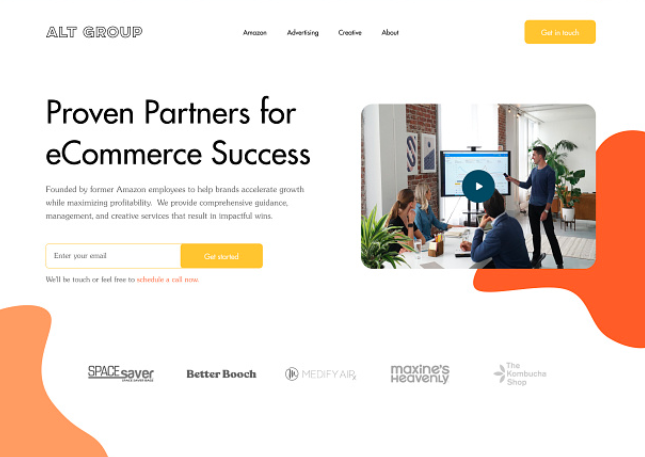 ALT GROUP
Amazon
Advertising
Creative
About
Get in touch
Proven Partners for
eCommerce Success
Founded by former Amazon employees to help brands accelerate growth
while maximizing profitability.  We provide comprehensive guidance,
management, and creative services that result in impactful wins.
Enter your email
Get started
We'll be touch or feel free to schedule a call now.
SPACE saver
Better Booch
MEDIFY AIR
maxine's
Heavenly
The
Kombucha
Shop